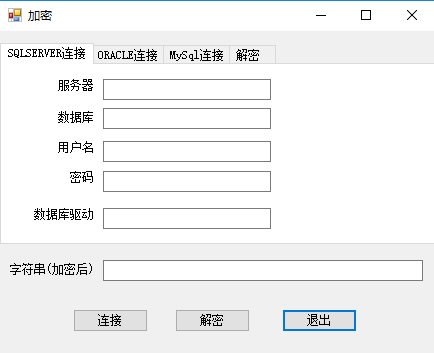 加密
SQLSERVER连接 ORACLE连接 MySql连接 解密
服务器
数据库
用户名
密码
数据库驱动
字符串(加密后)
连接 解密 退出